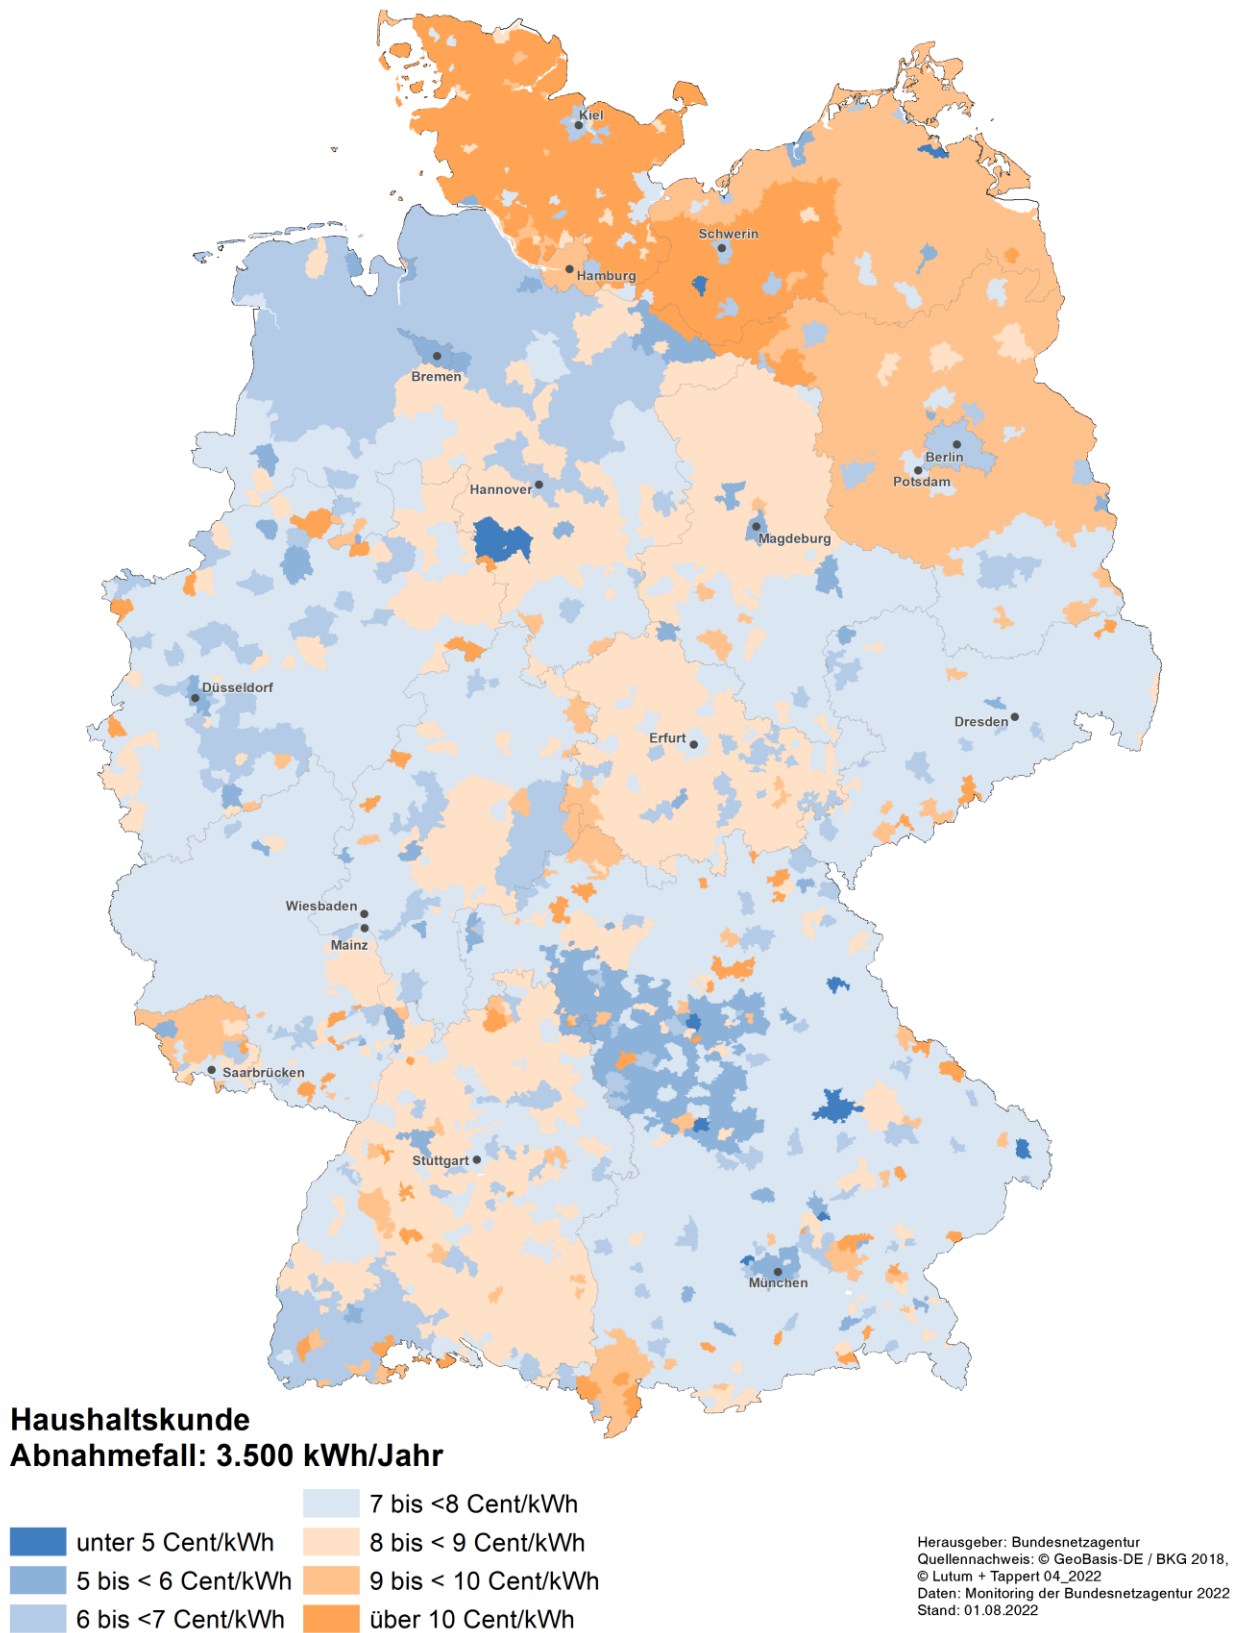 Kiel
Schwerin
Hamburg
Bremen
Berlin
Potsdam
Hannover
Magdeburg
Düsseldorf
Dresden
Erfurt
Wiesbaden
Mainz
Saarbrücken
Stuttgart
München
Haushaltskunde
Abnahmefall: 3.500 kWh/Jahr
unter 5 Cent/kWh
5 bis < 6 Cent/kWh
6 bis <7 Cent/kWh
7 bis <8 Cent/kWh
8 bis < 9 Cent/kWh
9 bis < 10 Cent/kWh
über 10 Cent/kWh
Herausgeber: Bundesnetzagentur
Quellennachweis: © GeoBasis-DE / BKG 2018,
© Lutum + Tappert 04_2022
Daten: Monitoring der Bundesnetzagentur 2022
Stand: 01.08.2022